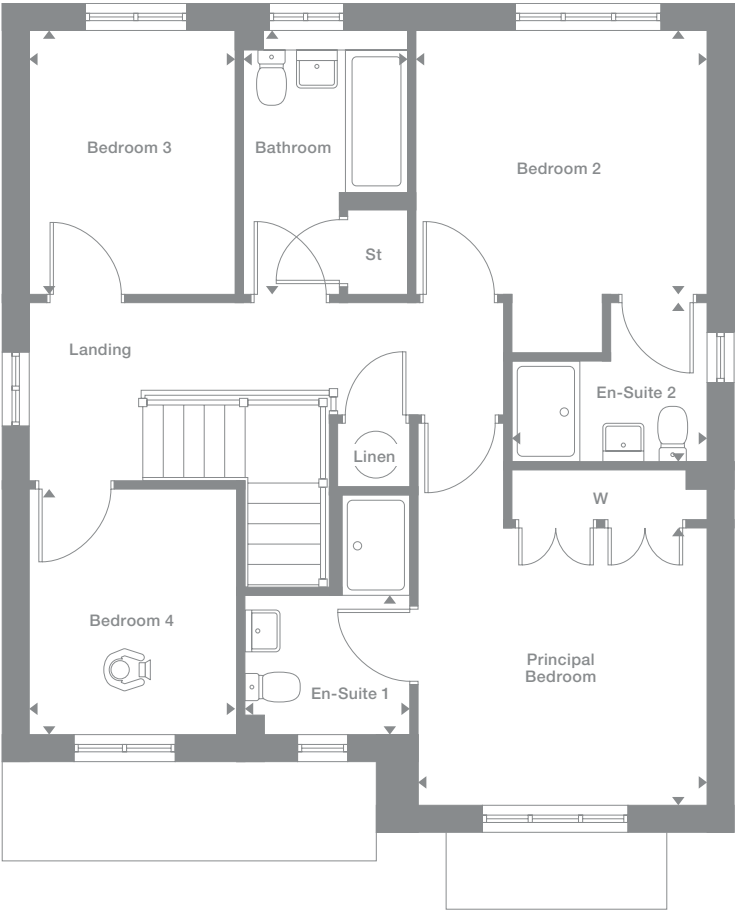 Bedroom 3
Bathroom
Bedroom 2
St
Landing
En-Suite 2
Linen
W
Bedroom 4
Principal
Bedroom
En-Suite 1